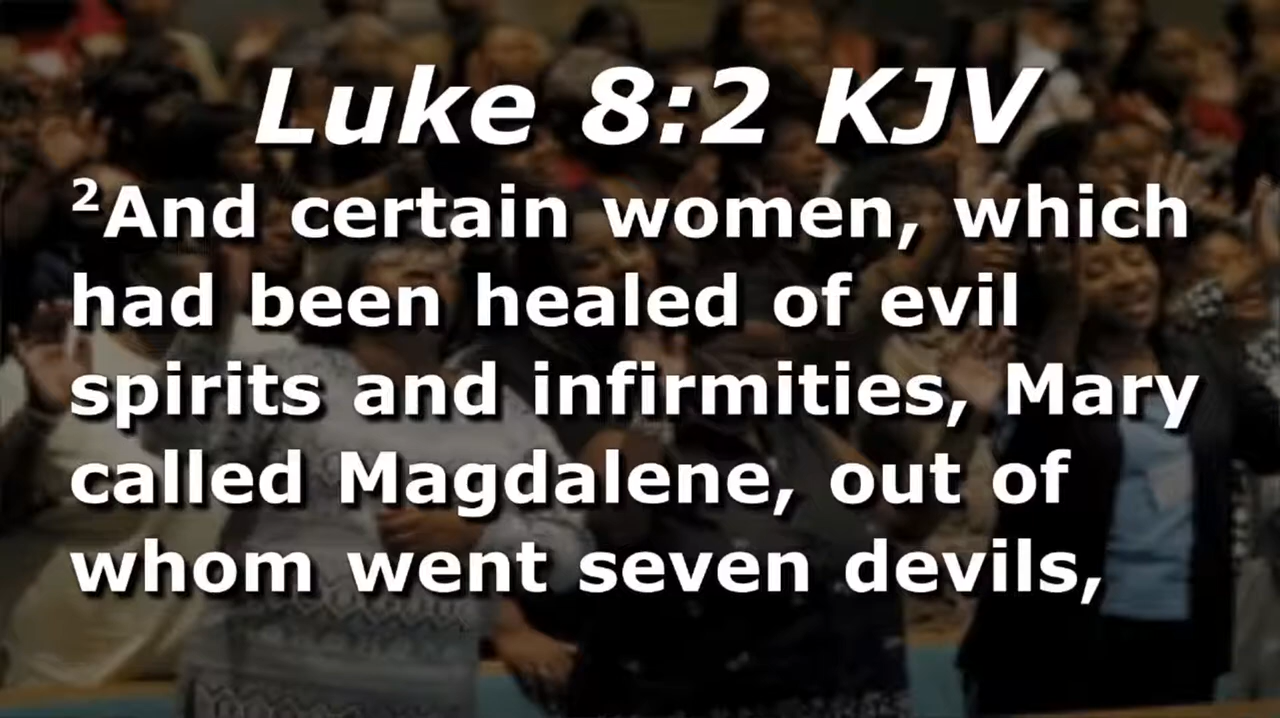 Luke 8:2 KJV
²And certain women, which
had been healed of evil
spirits and infirmities, Mary
called Magdalene, out of
whom went seven devils,